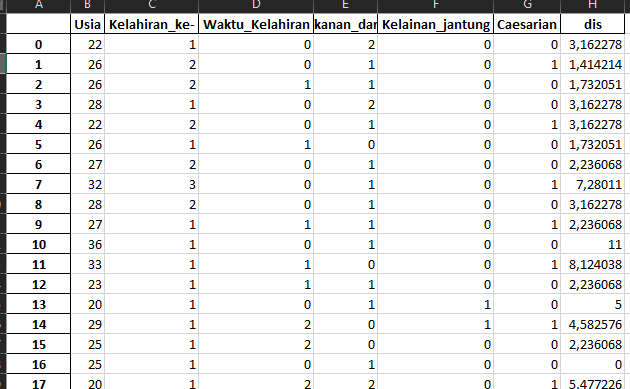 A B C D E F G H
Usia Kelahiran_ke- Waktu_Kelahiran kanan_dar Kelainan_jantung Caesarian dis
0 22 1 0 2 0 0 3,162278
1 26 2 0 1 0 1 1,414214
2 26 2 1 1 0 0 1,732051
3 28 1 0 2 0 0 3,162278
4 22 2 0 1 0 1 3,162278
5 26 1 1 0 0 0 1,732051
6 27 2 0 1 0 0 2,236068
7 32 3 0 1 0 1 7,28011
8 28 2 0 1 0 0 3,162278
9 27 1 1 1 0 1 2,236068
10 36 1 0 1 0 0 11
11 33 1 1 0 0 1 8,124038
12 23 1 1 1 0 0 2,236068
13 20 1 0 1 1 0 5
14 29 1 2 0 1 1 4,582576
15 25 1 2 0 0 0 2,236068
16 25 1 0 1 0 0 0
17 20 1 2 2 0 1 5,477226